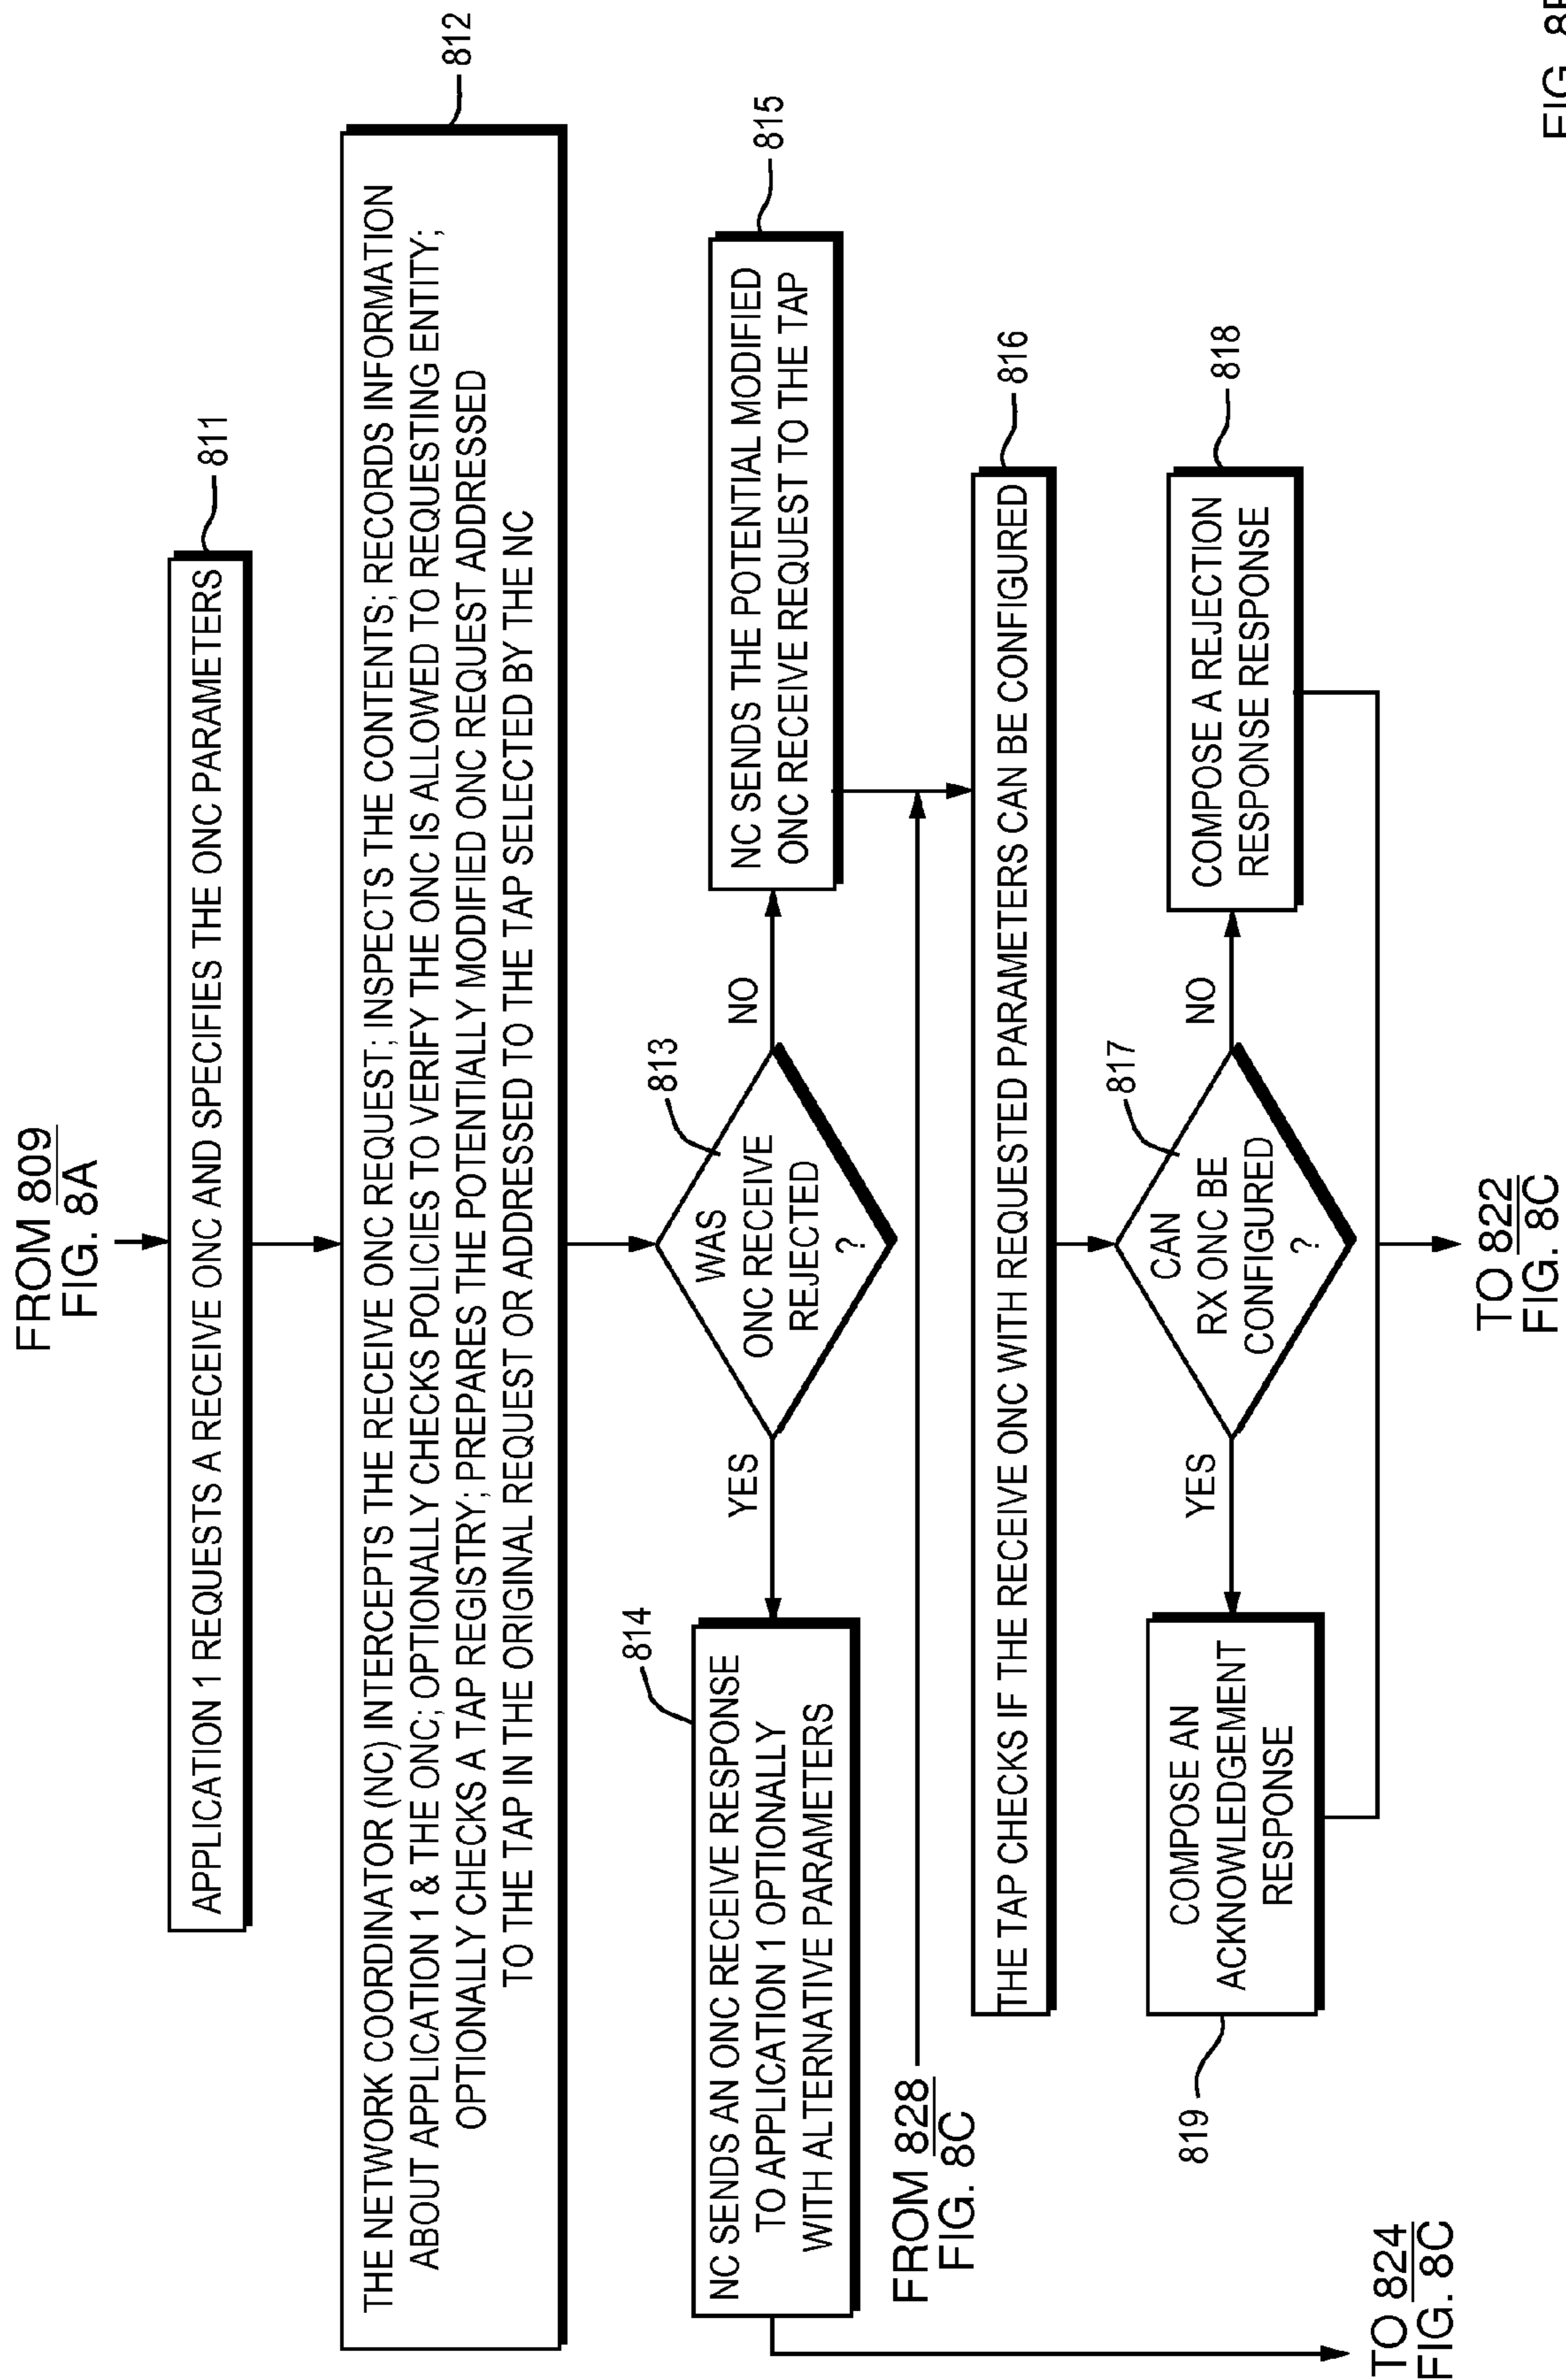 FROM 809
FIG. 8A
APPLICATION 1 REQUESTS A RECEIVE ONC AND SPECIFIES THE ONC PARAMETERS
811
THE NETWORK COORDINATOR (NC) INTERCEPTS THE RECEIVE ONC REQUEST; INSPECTS THE CONTENTS; RECORDS INFORMATION
ABOUT APPLICATION 1 & THE ONC; OPTIONALLY CHECKS POLICIES TO VERIFY THE ONC IS ALLOWED TO REQUESTING ENTITY;
OPTIONALLY CHECKS A TAP REGISTRY; PREPARES THE POTENTIALLY MODIFIED ONC REQUEST ADDRESSED
TO THE TAP IN THE ORIGINAL REQUEST OR ADDRESSED TO THE TAP SELECTED BY THE NC
812
813
WAS
ONC RECEIVE
REJECTED
?
YES
NO
814
NC SENDS AN ONC RECEIVE RESPONSE
TO APPLICATION 1 OPTIONALLY
WITH ALTERNATIVE PARAMETERS
NC SENDS THE POTENTIAL MODIFIED
ONC RECEIVE REQUEST TO THE TAP
815
FROM 828
FIG. 8C
THE TAP CHECKS IF THE RECEIVE ONC WITH REQUESTED PARAMETERS CAN BE CONFIGURED
816
817
CAN
RX ONC BE
CONFIGURED
?
YES
NO
819
COMPOSE AN
ACKNOWLEDGEMENT
RESPONSE
COMPOSE A REJECTION
RESPONSE RESPONSE
818
TO 824
FIG. 8C
TO 822
FIG. 8C